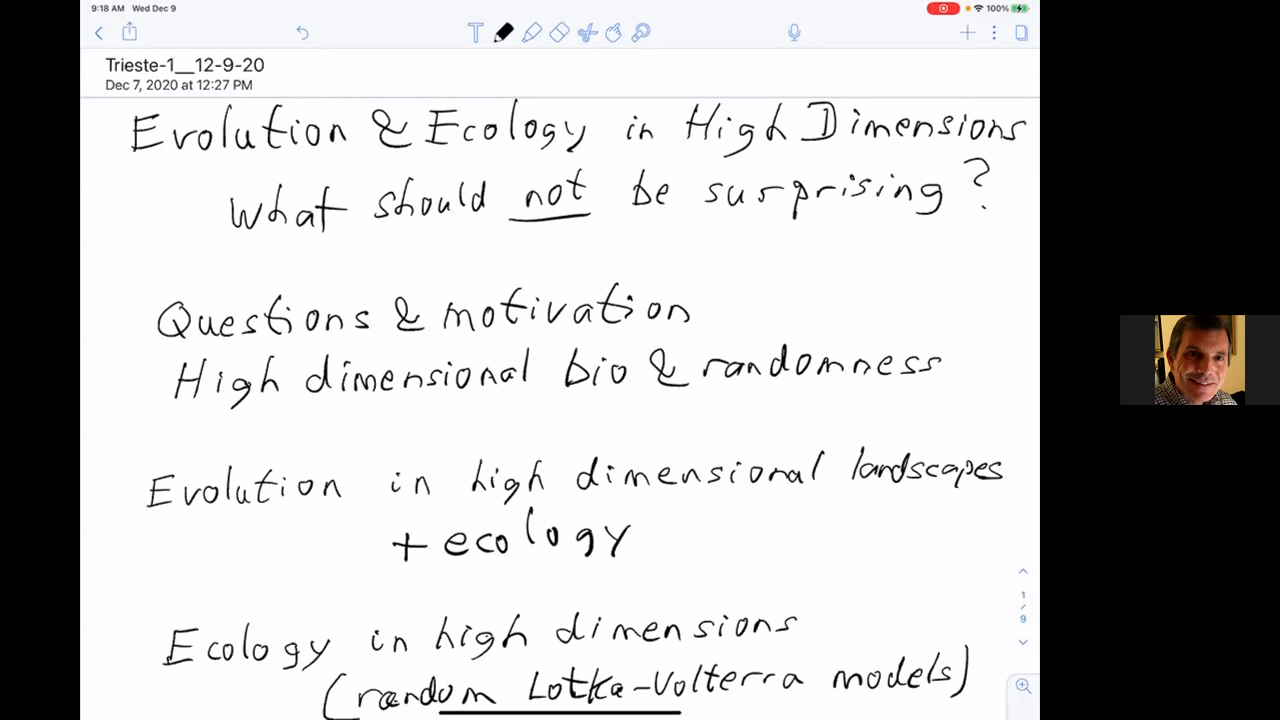 9:18 AM Wed Dec 9
100%
Trieste-1__12-9-20
Dec 7, 2020 at 12:27 PM
Evolution & Ecology in High Dimensions
What should not be surprising?
Questions & motivation
High dimensional bio & randomness
Evolution in high dimensional landscapes
+ ecology
1
/
9
Ecology in high dimensions
(random Lotka-Volterra models)